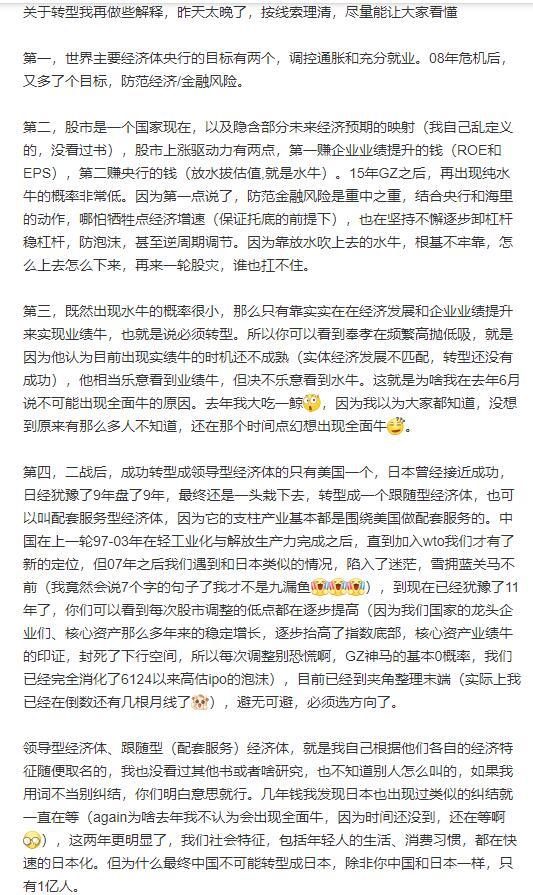 关于转型我再做些解释，昨天太晚了，按线索理清，尽量能让大家看懂
第一，世界主要经济体央行的目标有两个，调控通胀和充分就业。08年危机后，
又多了个目标，防范经济/金融风险。
第二，股市是一个国家现在，以及隐含部分未来经济预期的映射（我自己乱定义
的，没看过书），股市上涨驱动力有两点，第一赚企业业绩提升的钱（ROE和
EPS），第二赚央行的钱（放水拔估值,就是水牛）。15年GZ之后，再出现纯水
牛的概率非常低。因为第一点说了，防范金融风险是重中之重，结合央行和海里
的动作，哪怕牺牲点经济增速（保证托底的前提下），也在坚持不懈逐步卸杠杆
稳杠杆，防泡沫，甚至逆周期调节。因为靠放水吹上去的水牛，根基不牢靠，怎
么上去怎么下来，再来一轮股灾，谁也扛不住。
第三，既然出现水牛的概率很小，那么只有靠实实在在经济发展和企业业绩提升
来实现业绩牛，也就是说必须转型。所以你可以看到奉孝在频繁高抛低吸，就是
因为他认为目前出现实绩牛的时机还不成熟（实体经济发展不匹配，转型还没有
成功），他相当乐意看到业绩牛，但决不乐意看到水牛。这就是为啥我在去年6月
说不可能出现全面牛的原因。去年我大吃一鲸，因为我以为大家都知道，没想
到原来有那么多人不知道，还在那个时间点幻想出现全面牛。
第四，二战后，成功转型成领导型经济体的只有美国一个，日本曾经接近成功，
日经犹豫了9年盘了9年，最终还是一头栽下去，转型成一个跟随型经济体，也可
以叫配套服务型经济体，因为它的支柱产业基本都是围绕美国做配套服务的。中
国在上一轮97-03年在轻工业化与解放生产力完成之后，直到加入wto我们才有了
新的定位，但07年之后我们遇到和日本类似的情况，陷入了迷茫，雪拥蓝关马不
前（我竟然会说7个字的句子了我才不是九漏鱼），到现在已经犹豫了11
年了，你们可以看到每次股市调整的低点都在逐步提高（因为我们国家的龙头企
业们、核心资产那么多年来的稳定增长，逐步抬高了指数底部，核心资产业绩牛
的印证，封死了下行空间，所以每次调整别恐慌啊，GZ神马的基本0概率，我们
已经完全消化了6124以来高估ipo的泡沫），目前已经到夹角整理末端（实际上我
已经在倒数还有几根月线了），避无可避，必须选方向了。
领导型经济体、跟随型（配套服务）经济体，就是我自己根据他们各自的经济特
征随便取名的，我也没看过其他书或者啥研究，也不知道别人怎么叫的，如果我
用词不当别纠结，你们明白意思就行。几年钱我发现日本也出现过类似的纠结就
一直在等（again为啥去年我不认为会出现全面牛，因为时间还没到，还在等啊
），这两年更明显了，我们社会特征，包括年轻人的生活、消费习惯，都在快
速的日本化。但为什么最终中国不可能转型成日本，除非你中国和日本一样，只
有1亿人。